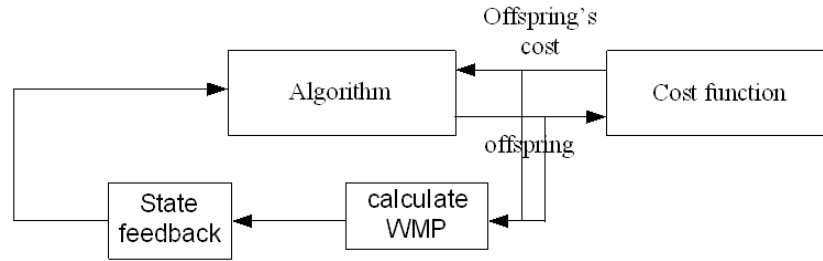 Offspring's
cost
Algorithm
Cost function
offspring
State
feedback
calculate
WMP